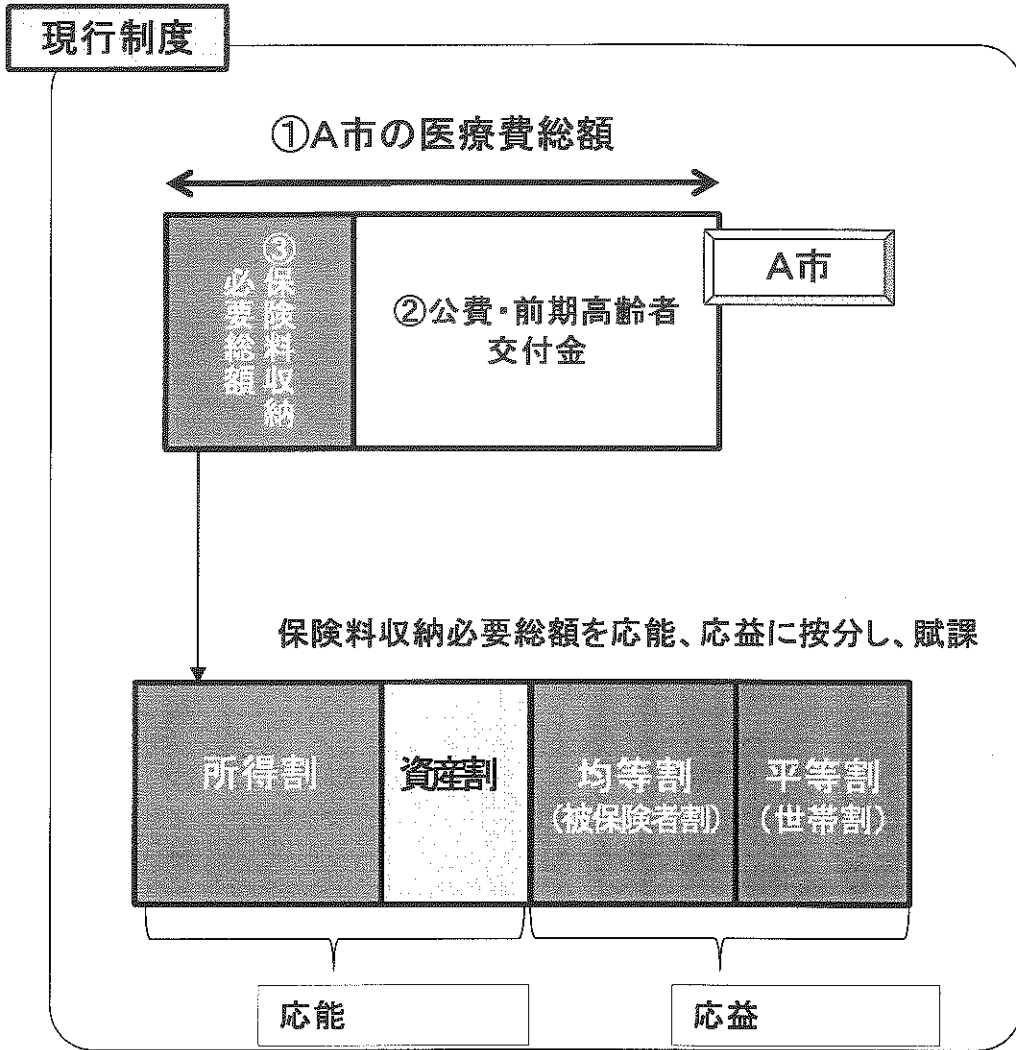 現行制度
①A市の医療費総額
③保険料収納
必要総額
②公費・前期高齢者
交付金
A市
保険料収納必要総額を応能、応益に按分し、賦課
所得割
資産割
均等割
(被保険者割)
平等割
(世帯割)
応能
応益